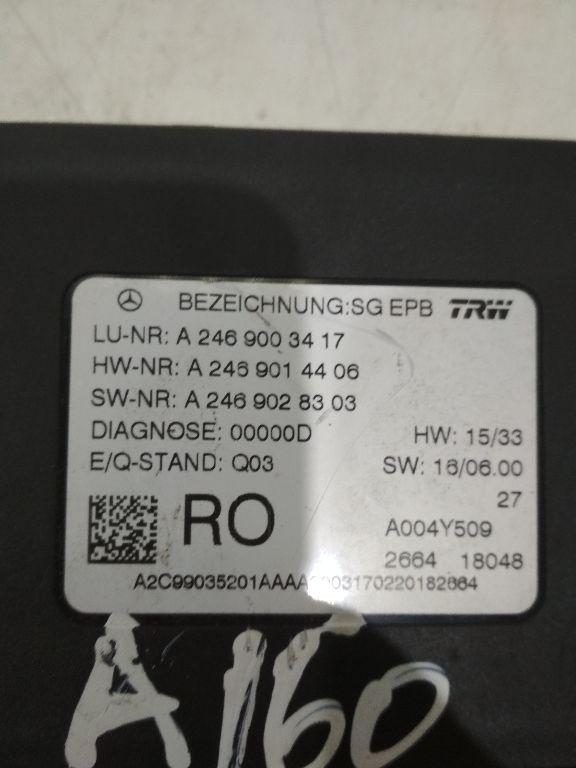 BEZEICHNUNG:SG EPB TRW
LU-NR: A 246 900 34 17
HW-NR: A 246 901 44 06
SW-NR: A 246 902 83 03
DIAGNOSE: 00000D HW: 15/33
E/Q-STAND: Q03 SW: 16/06.00
27
RO A004Y509
2664 18048
A160